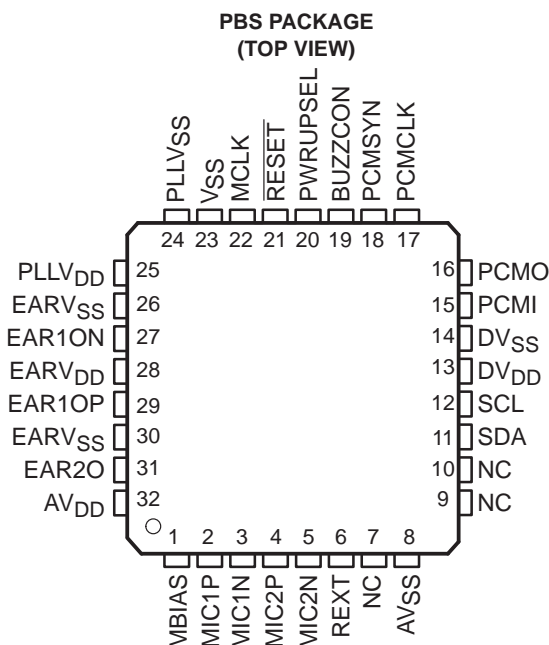 PBS PACKAGE
(TOP VIEW)
PLLVSS
VSS
MCLK
RESET
PWRUPSEL
BUZZCON
PCMSYN
PCMCLK
24 23 22 21 20 19 18 17
PLLVDD 25
EARVSS 26
EAR1ON 27
EARVDD 28
EAR1OP 29
EARVSS 30
EAR2O 31
AVDD 32
16 PCMO
15 PCMI
14 DVSS
13 DVDD
12 SCL
11 SDA
10 NC
9 NC
1 2 3 4 5 6 7 8
MBIAS
MIC1P
MIC1N
MIC2P
MIC2N
REXT
NC
AVSS